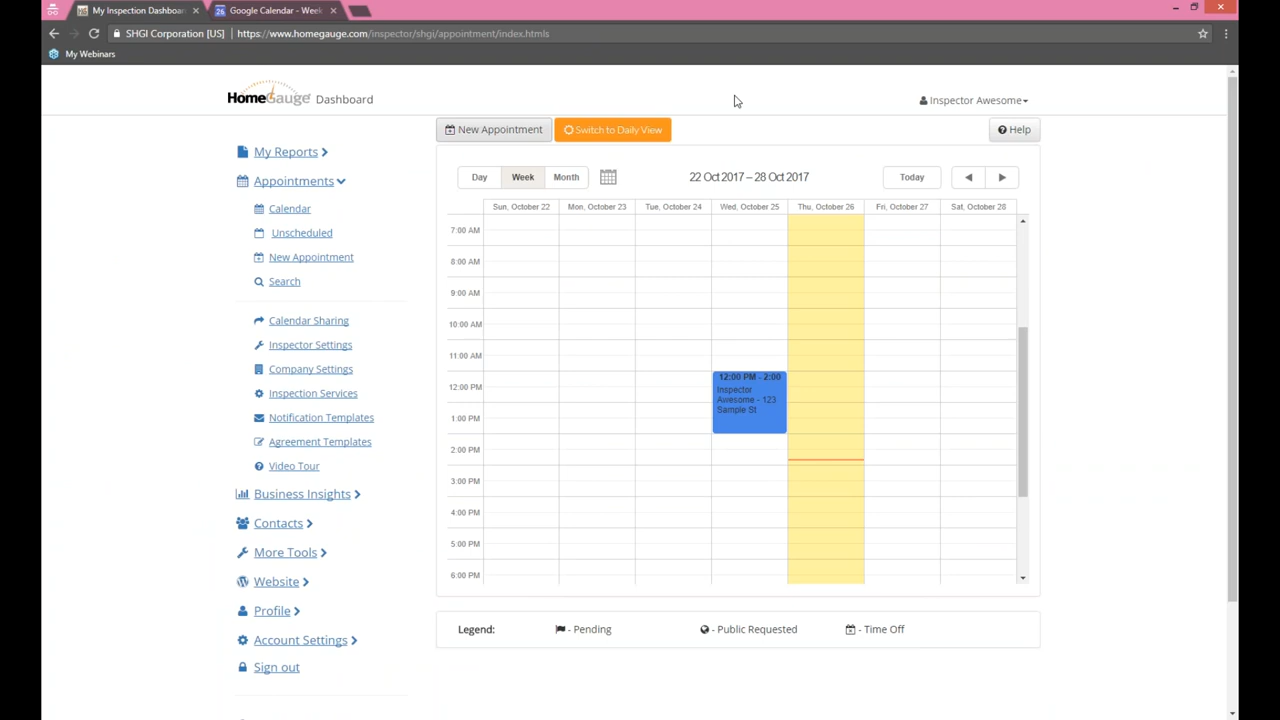 My Inspection Dashboa
Google Calendar - Week
SHGI Corporation [US]
https://www.homegauge.com/inspector/shgi/appointment/index.htmls
My Webinars
HomeGauge Dashboard
Inspector Awesome
New Appointment
Switch to Daily View
Help
My Reports
Appointments
Calendar
Unscheduled
New Appointment
Search
Calendar Sharing
Inspector Settings
Company Settings
Inspection Services
Notification Templates
Agreement Templates
Video Tour
Business Insights
Contacts
More Tools
Website
Profile
Account Settings
Sign out
Day Week Month
22 Oct 2017 – 28 Oct 2017
Today
Sun, October 22 Mon, October 23 Tue, October 24 Wed, October 25 Thu, October 26 Fri, October 27 Sat, October 28
7:00 AM
8:00 AM
9:00 AM
10:00 AM
11:00 AM
12:00 PM
1:00 PM
2:00 PM
3:00 PM
4:00 PM
5:00 PM
6:00 PM
12:00 PM - 2:00
Inspector
Awesome - 123
Sample St
Legend: - Pending - Public Requested - Time Off